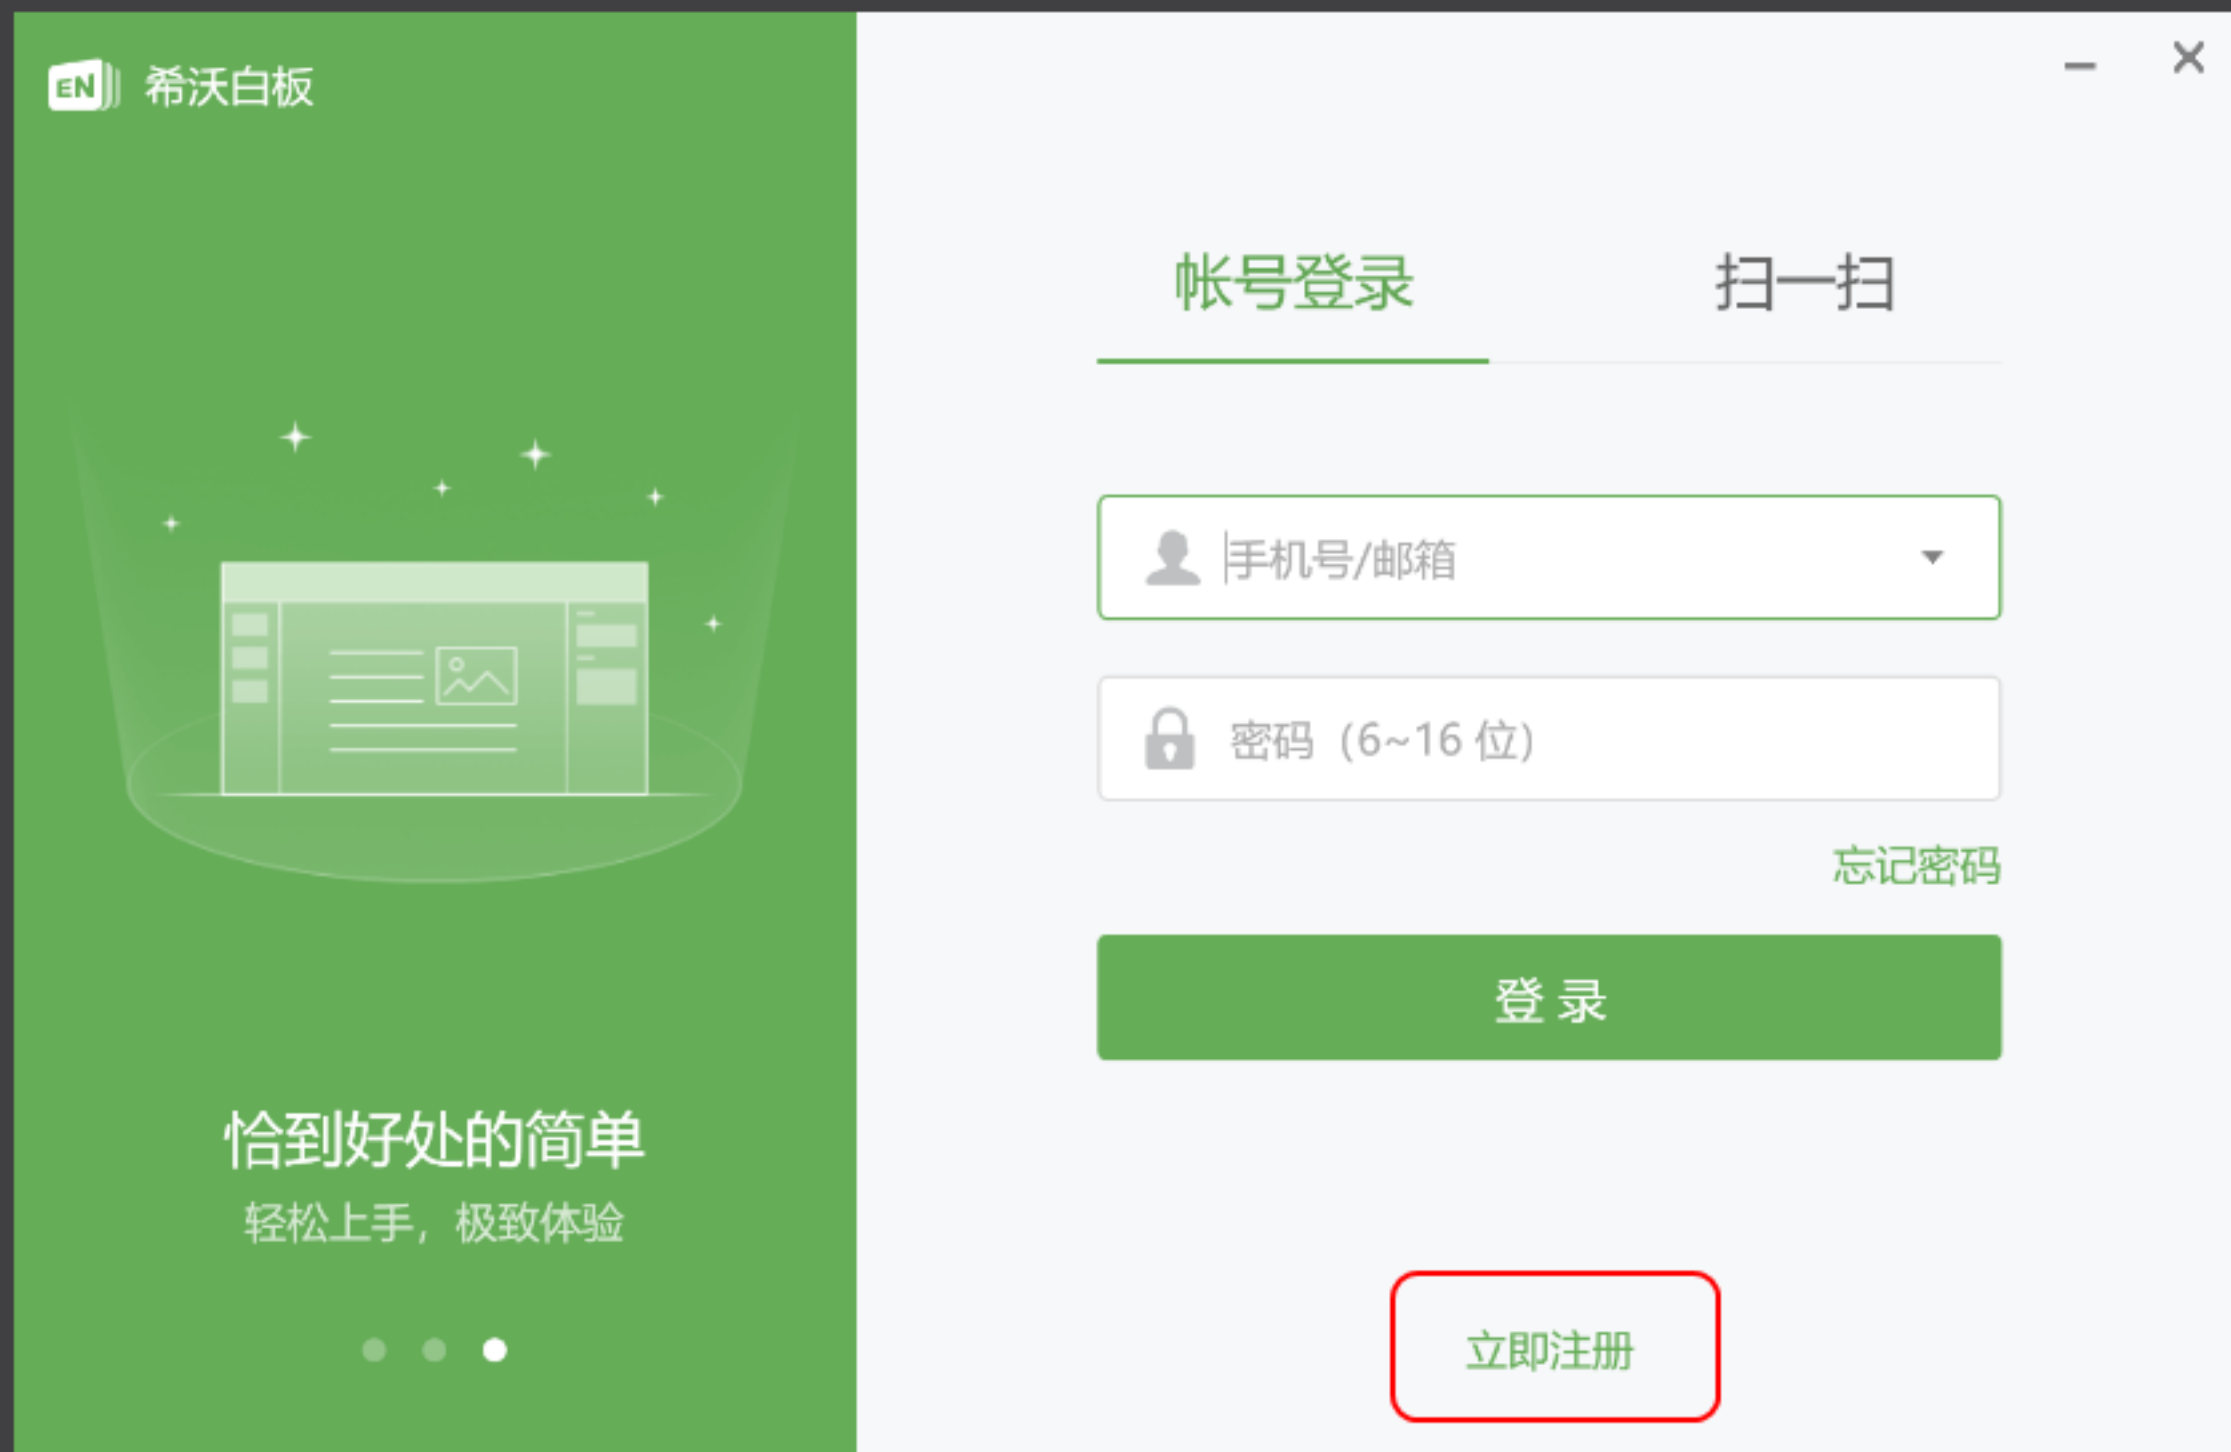 EN 希沃白板
恰到好处的简单
轻松上手，极致体验
帐号登录 扫一扫
手机号/邮箱
密码（6~16 位）
忘记密码
登 录
立即注册